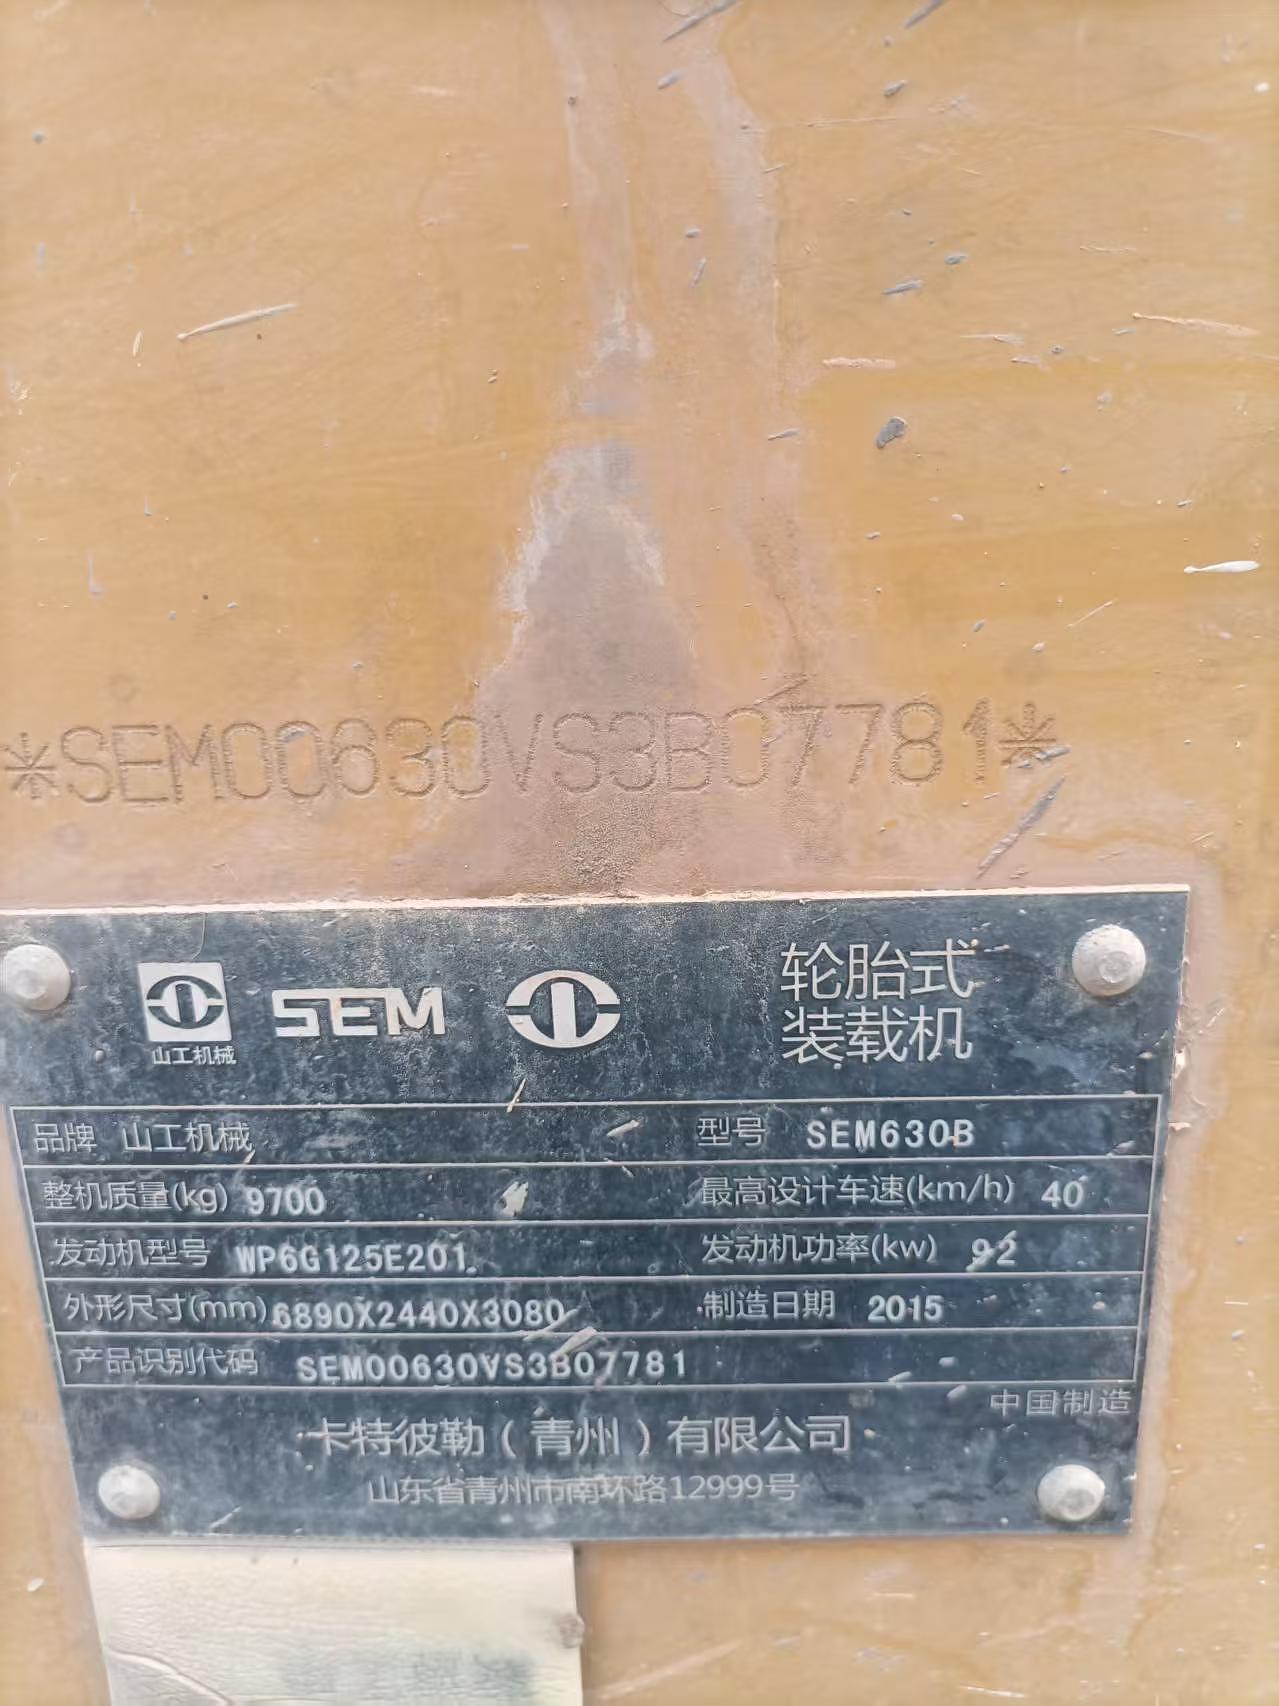 *SEM00630VS3B07781*
山工机械
SEM
轮胎式
装载机
品牌 山工机械 型号 SEM630B
整机质量(kg) 9700 最高设计车速(km/h) 40
发动机型号 WP6G125E201 发动机功率(kw) 92
外形尺寸(mm) 6890X2440X3080 制造日期 2015
产品识别代码 SEM00630VS3B07781
中国制造
卡特彼勒(青州)有限公司
山东省青州市南环路12999号